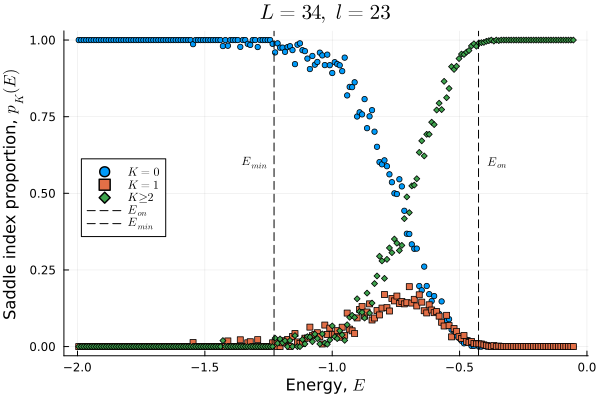 L = 34, l = 23
Saddle index proportion, p_K(E)
1.00
0.75
0.50
0.25
0.00
E_min
E_on
K = 0
K = 1
K ≥ 2
E_on
E_min
−2.0 −1.5 −1.0 −0.5 0.0
Energy, E